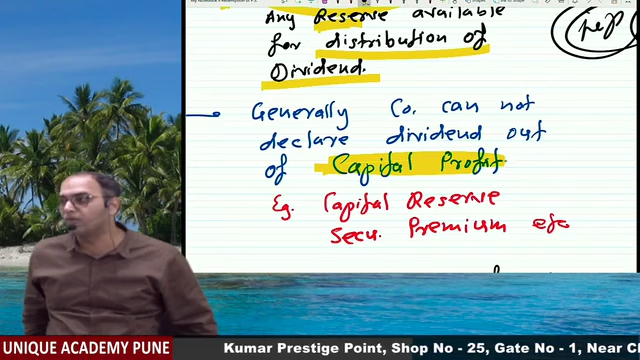 Any Reserve available
for distribution of
Dividend.
Generally Co. can not
declare dividend out
of Capital Profit
Eg. Capital Reserve
Secu. Premium etc
UNIQUE ACADEMY PUNE
Kumar Prestige Point, Shop No - 25, Gate No - 1, Near C